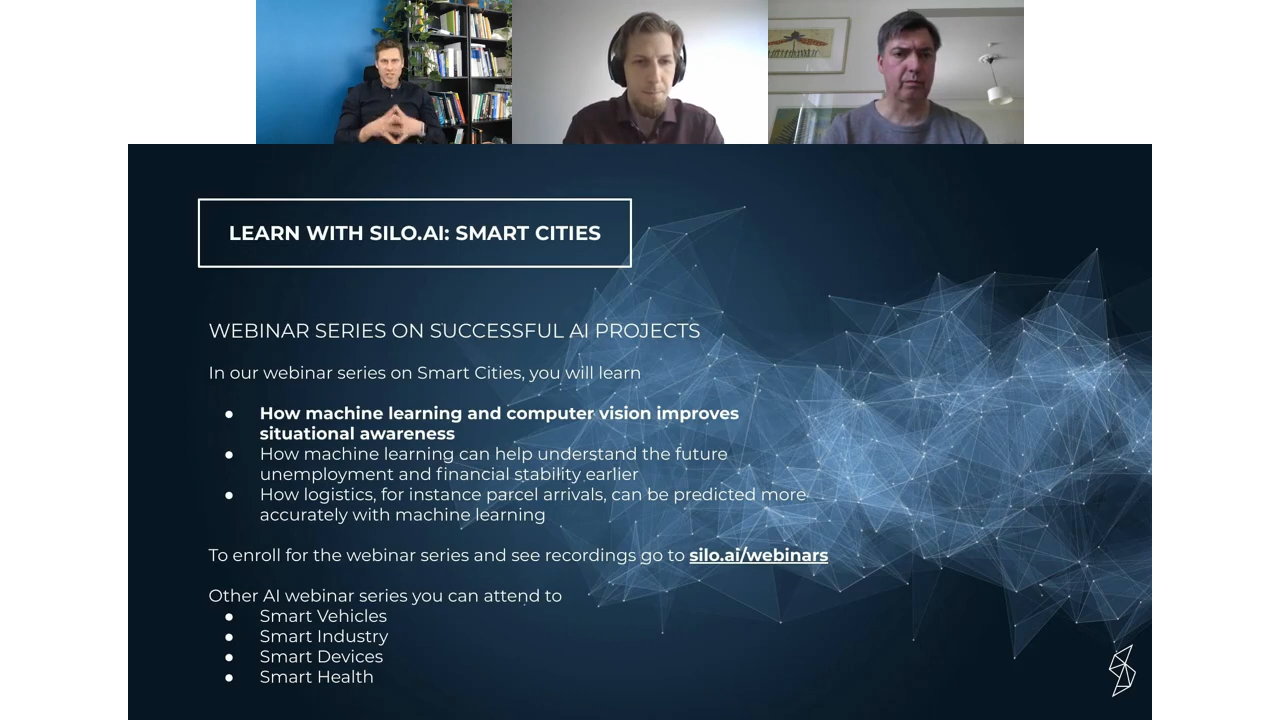 LEARN WITH SILO.AI: SMART CITIES
WEBINAR SERIES ON SUCCESSFUL AI PROJECTS
In our webinar series on Smart Cities, you will learn
● How machine learning and computer vision improves
situational awareness
● How machine learning can help understand the future
unemployment and financial stability earlier
● How logistics, for instance parcel arrivals, can be predicted more
accurately with machine learning
To enroll for the webinar series and see recordings go to silo.ai/webinars
Other AI webinar series you can attend to
● Smart Vehicles
● Smart Industry
● Smart Devices
● Smart Health